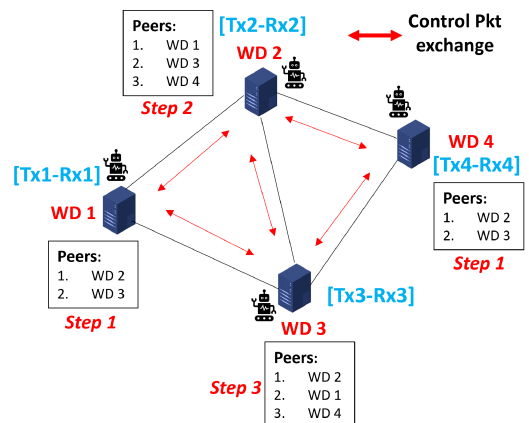 Peers:
1. WD 1
2. WD 3
3. WD 4
Step 2
[Tx2-Rx2]
WD 2
Control Pkt
exchange
[Tx1-Rx1]
WD 1
Peers:
1. WD 2
2. WD 3
Step 1
WD 4
[Tx4-Rx4]
Peers:
1. WD 2
2. WD 3
Step 1
[Tx3-Rx3]
WD 3
Step 3
Peers:
1. WD 2
2. WD 1
3. WD 4